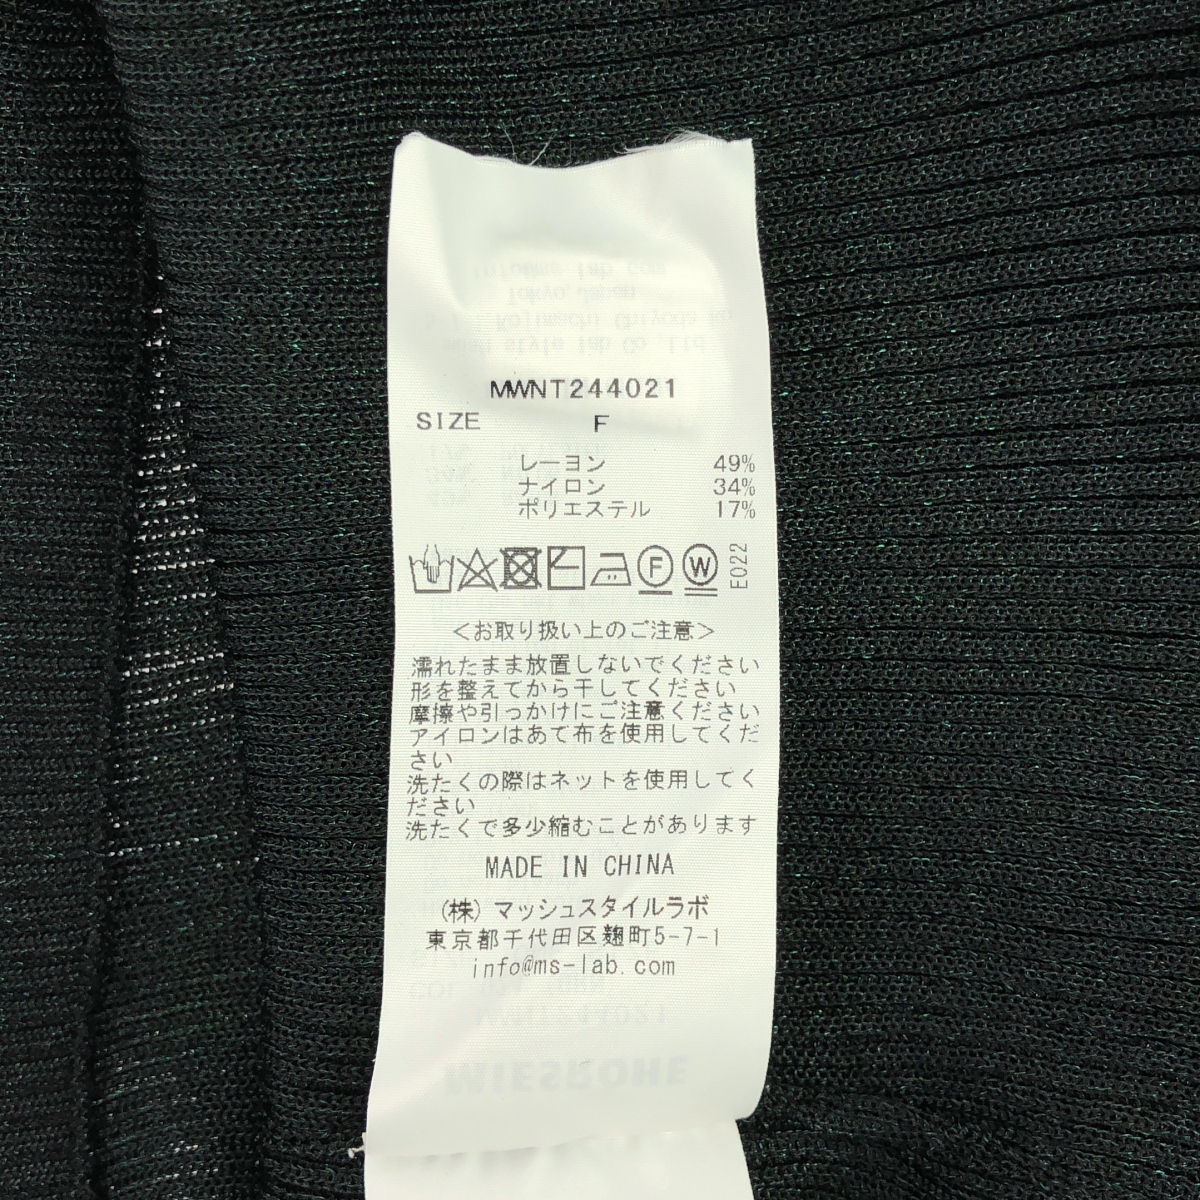 MWNT244021
SIZE F
レーヨン 49%
ナイロン 34%
ポリエステル 17%
F W E022
<お取り扱い上のご注意>
濡れたまま放置しないでください
形を整えてから干してください
摩擦や引っかけにご注意ください
アイロンはあて布を使用してくだ
さい
洗たくの際はネットを使用してく
ださい
洗たくで多少縮むことがあります
MADE IN CHINA
(株) マッシュスタイルラボ
東京都千代田区麹町5-7-1
info@ms-lab.com